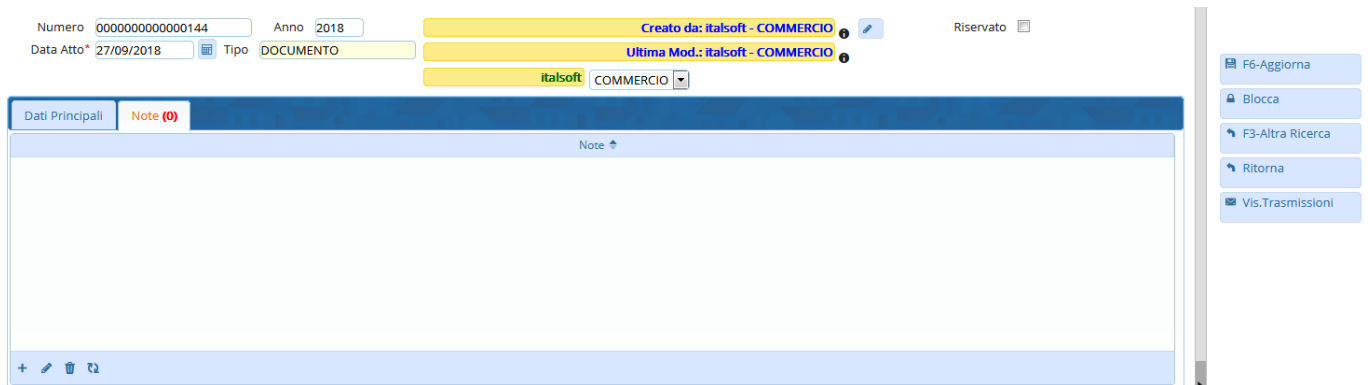 Numero 0000000000000144 Anno 2018 Creato da: italsoft - COMMERCIO Riservato
Data Atto* 27/09/2018 Tipo DOCUMENTO Ultima Mod.: italsoft - COMMERCIO
italsoft COMMERCIO
F6-Aggiorna
Blocca
F3-Altra Ricerca
Ritorna
Vis.Trasmissioni
Dati Principali Note (0)
Note